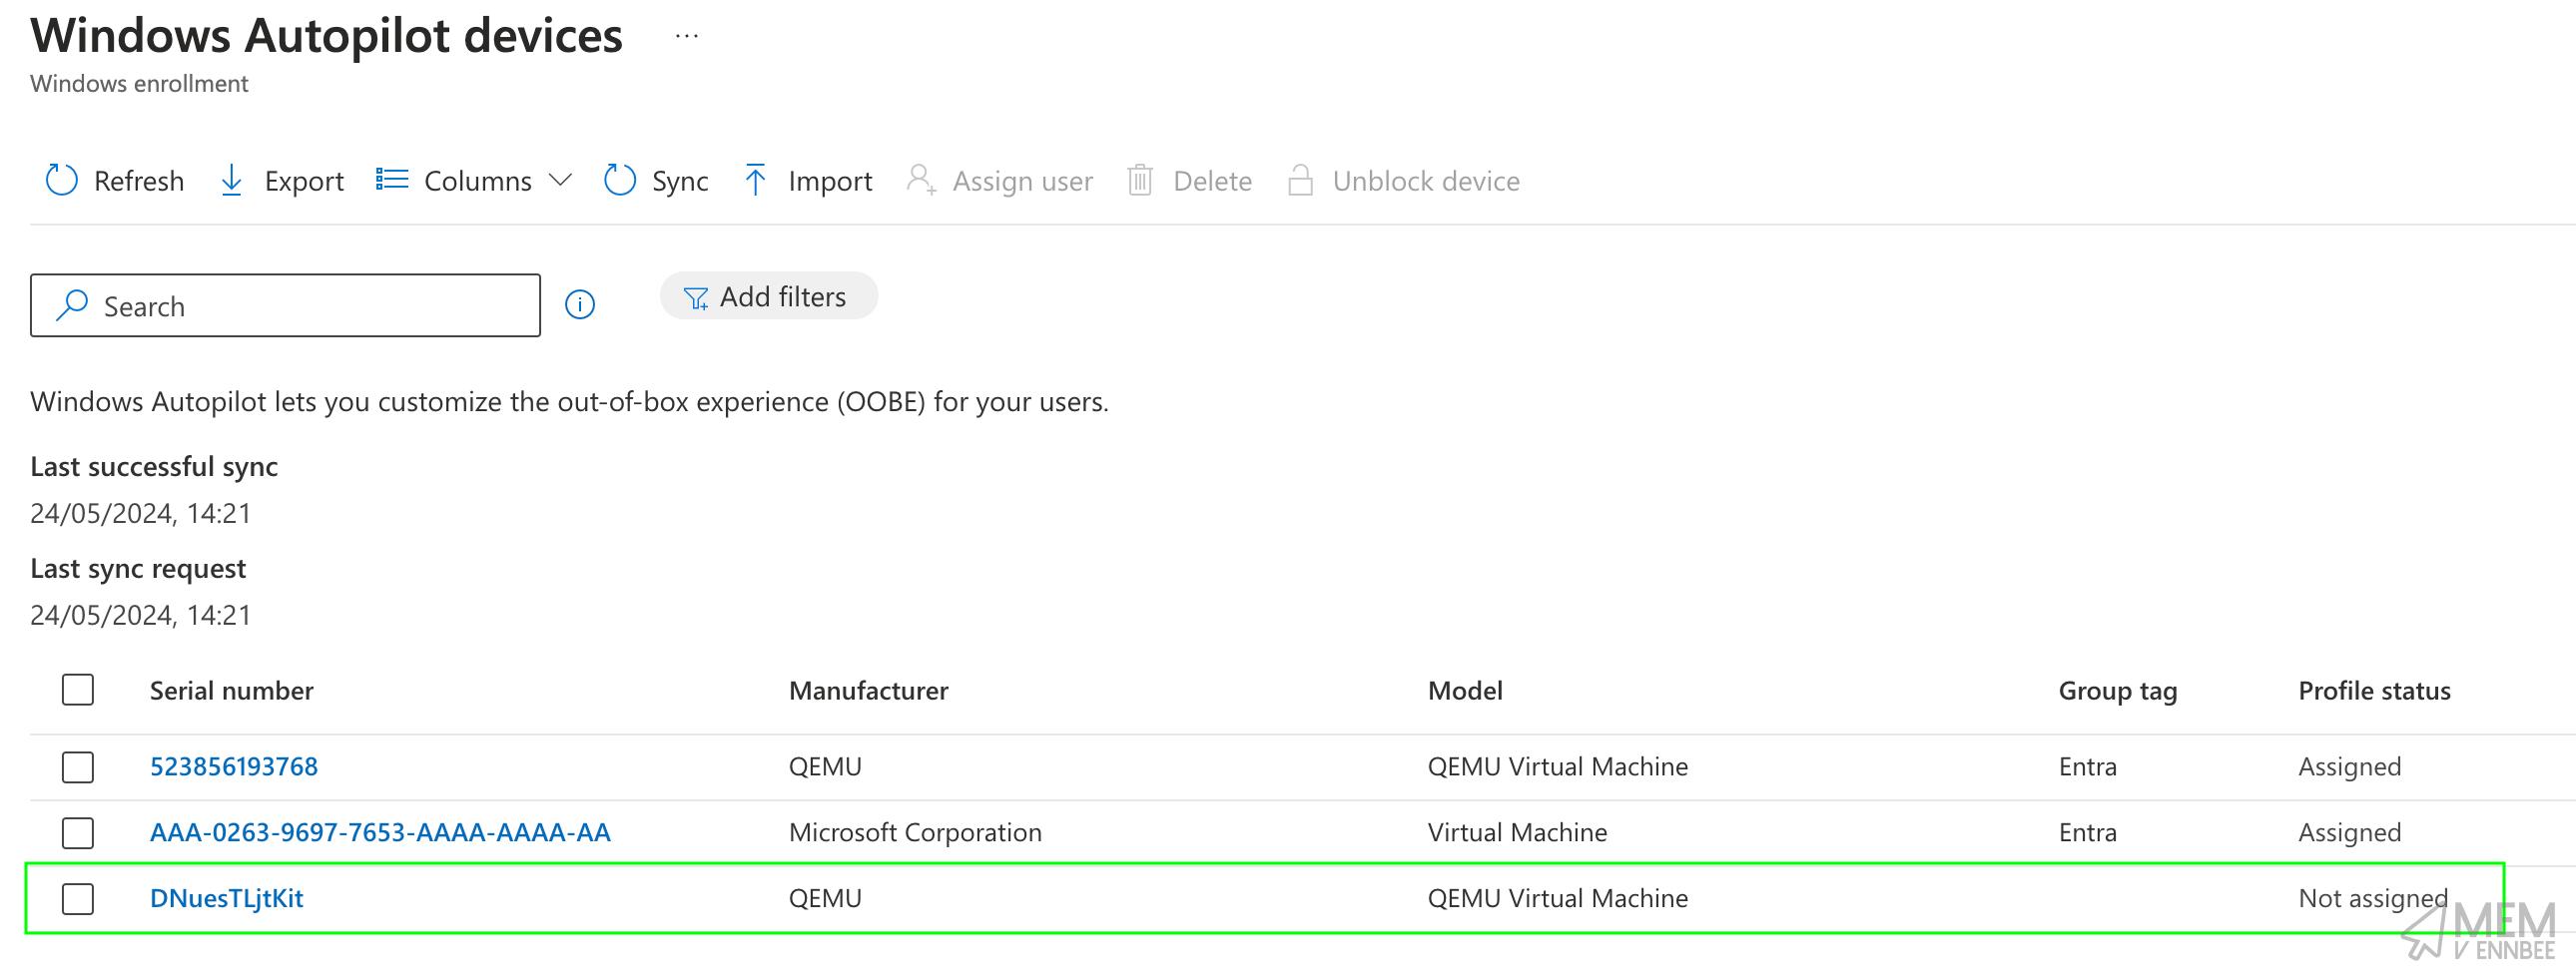 Windows Autopilot devices ...
Windows enrollment
Refresh Export Columns Sync Import Assign user Delete Unblock device
Search Add filters
Windows Autopilot lets you customize the out-of-box experience (OOBE) for your users.
Last successful sync
24/05/2024, 14:21
Last sync request
24/05/2024, 14:21
Serial number Manufacturer Model Group tag Profile status
523856193768 QEMU QEMU Virtual Machine Entra Assigned
AAA-0263-9697-7653-AAAA-AAAA-AA Microsoft Corporation Virtual Machine Entra Assigned
DNuesTLjtKit QEMU QEMU Virtual Machine Not assigned
MEM
V ENNBEE